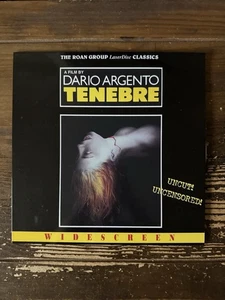 THE ROAN GROUP LaserDisc CLASSICS
A FILM BY
DARIO ARGENTO
TENEBRE
UNCUT!
UNCENSORED!
WIDESCREEN